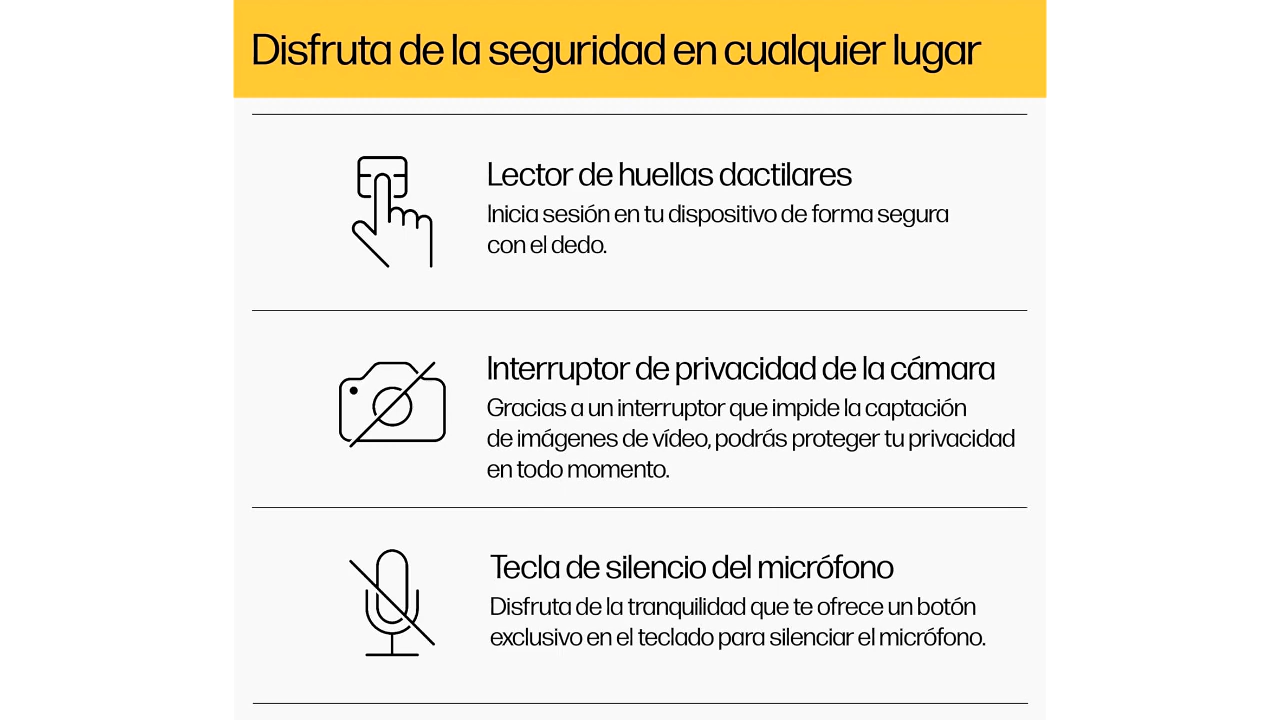 Disfruta de la seguridad en cualquier lugar
Lector de huellas dactilares
Inicia sesión en tu dispositivo de forma segura
con el dedo.
Interruptor de privacidad de la cámara
Gracias a un interruptor que impide la captación
de imágenes de vídeo, podrás proteger tu privacidad
en todo momento.
Tecla de silencio del micrófono
Disfruta de la tranquilidad que te ofrece un botón
exclusivo en el teclado para silenciar el micrófono.